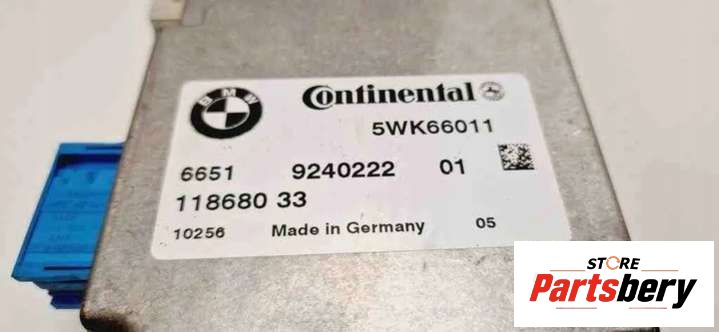 BMW
Continental
5WK66011
6651 9240222 01
118680 33
10256 Made in Germany 05
STORE
Partsbery